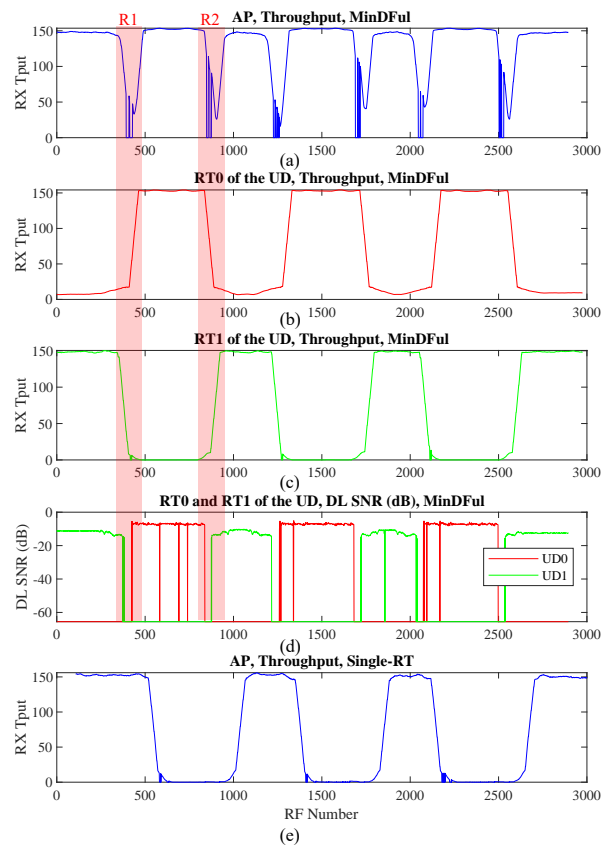 AP, Throughput, MinDFul
R1
R2
RX Tput
150
100
50
0
0 500 1000 1500 2000 2500 3000
(a)
RT0 of the UD, Throughput, MinDFul
RX Tput
150
100
50
0
0 500 1000 1500 2000 2500 3000
(b)
RT1 of the UD, Throughput, MinDFul
RX Tput
150
100
50
0
0 500 1000 1500 2000 2500 3000
(c)
RT0 and RT1 of the UD, DL SNR (dB), MinDFul
DL SNR (dB)
0
-20
-40
-60
UD0
UD1
0 500 1000 1500 2000 2500 3000
(d)
AP, Throughput, Single-RT
RX Tput
150
100
50
0
0 500 1000 1500 2000 2500 3000
RF Number
(e)